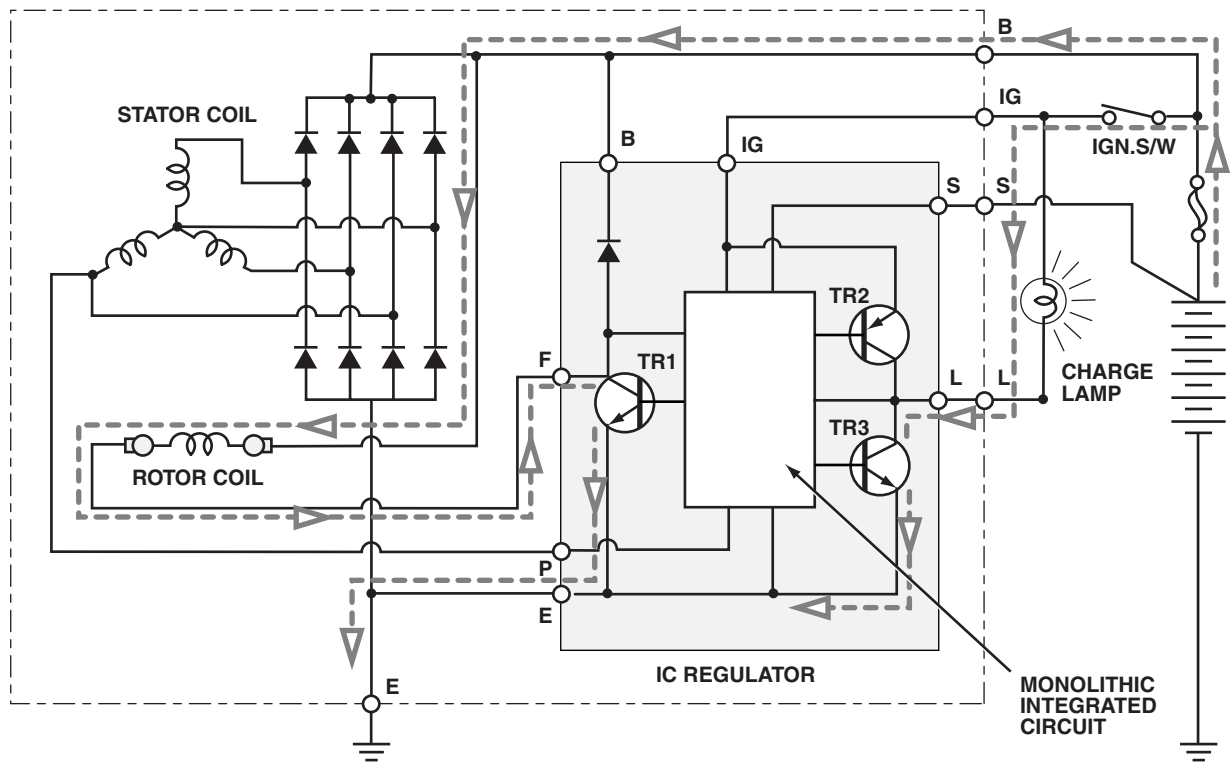 B
IG
STATOR COIL
IGN.S/W
B
IG
S
S
TR2
F
TR1
L
L
CHARGE
LAMP
TR3
ROTOR COIL
P
E
IC REGULATOR
E
MONOLITHIC
INTEGRATED
CIRCUIT